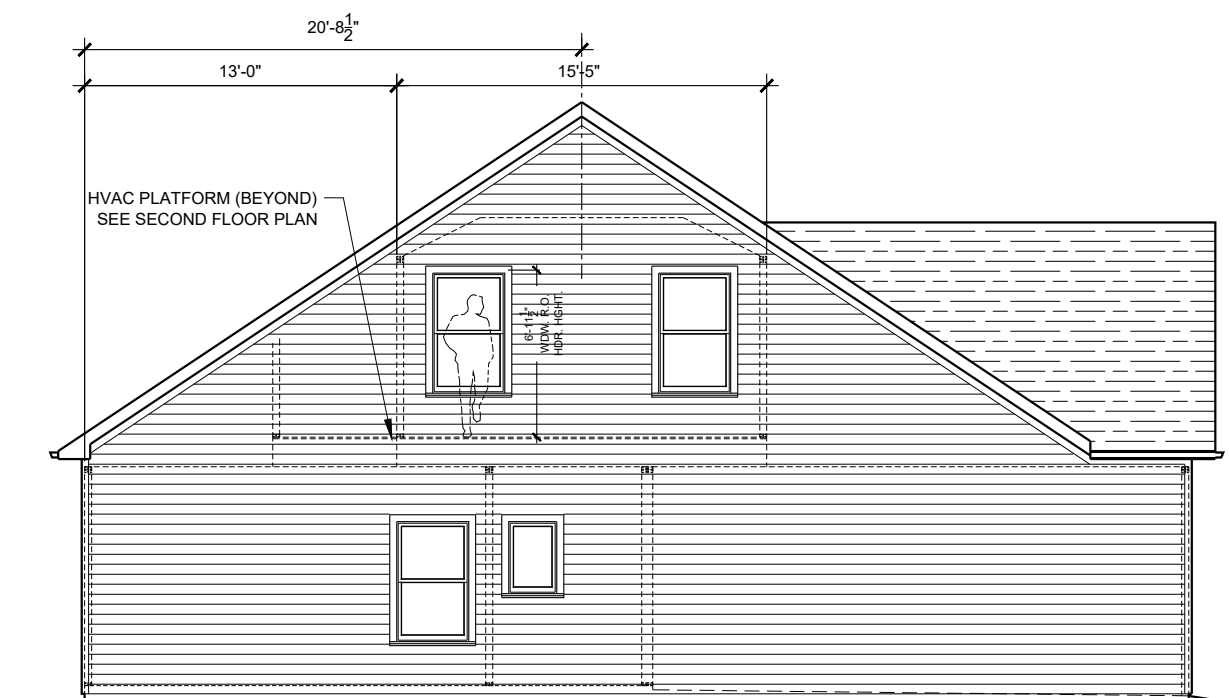 20'-8½"
13'-0"
15'-5"
HVAC PLATFORM (BEYOND)
SEE SECOND FLOOR PLAN
6'-11½"
WDW. R.O.
HDR. HGHT.